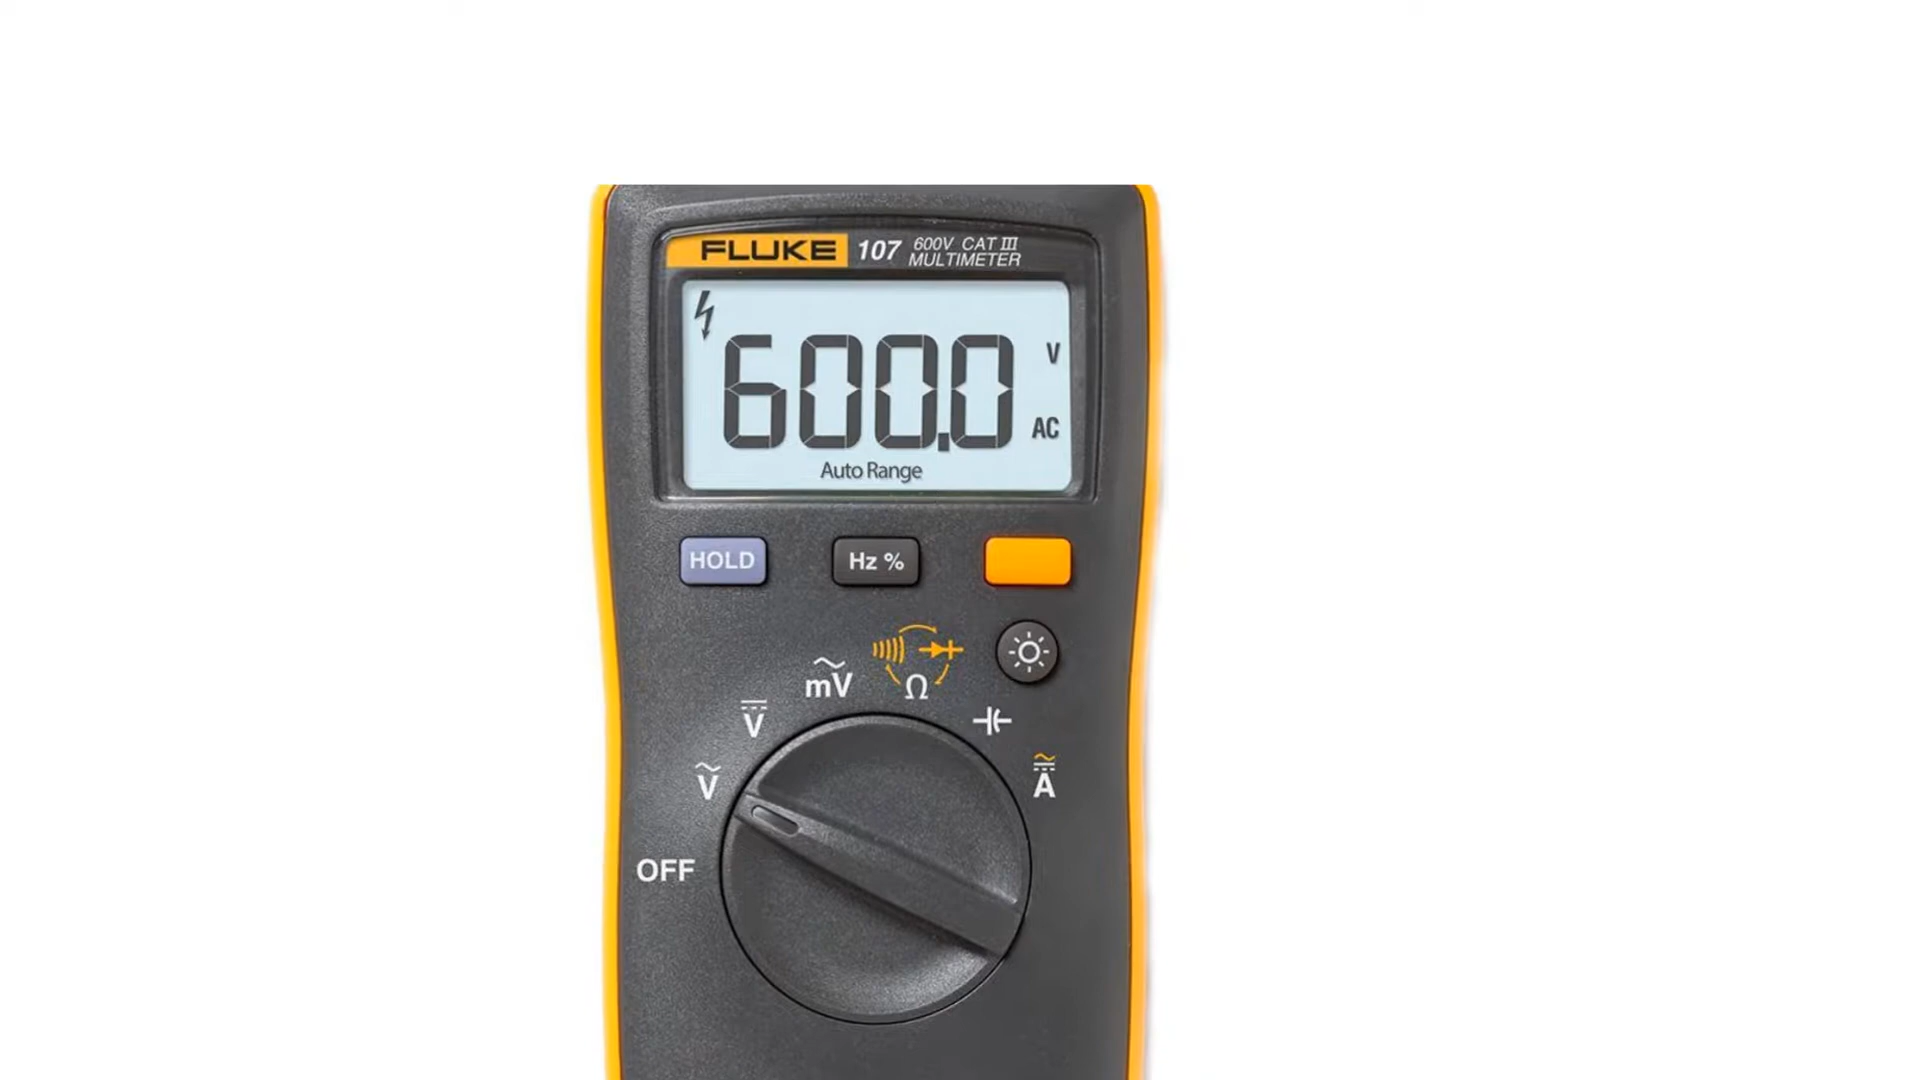 FLUKE 107 600V CAT III
MULTIMETER
600.0 V
AC
Auto Range
HOLD Hz %
mV Ω
V
V A
OFF